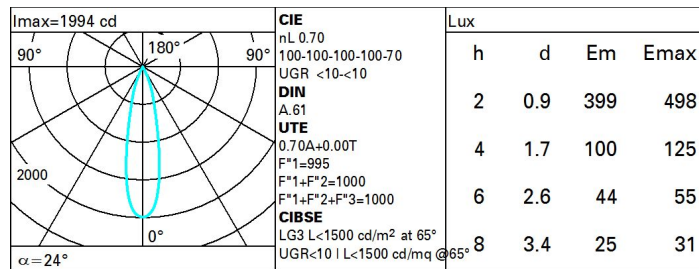 Imax=1994 cd
90° 180° 90°
2000
0°
α=24°
CIE
nL 0.70
100-100-100-100-70
UGR <10-<10
DIN
A.61
UTE
0.70A+0.00T
F"1=995
F"1+F"2=1000
F"1+F"2+F"3=1000
CIBSE
LG3 L<1500 cd/m² at 65°
UGR<10 | L<1500 cd/mq @65°
Lux
h d Em Emax
2 0.9 399 498
4 1.7 100 125
6 2.6 44 55
8 3.4 25 31